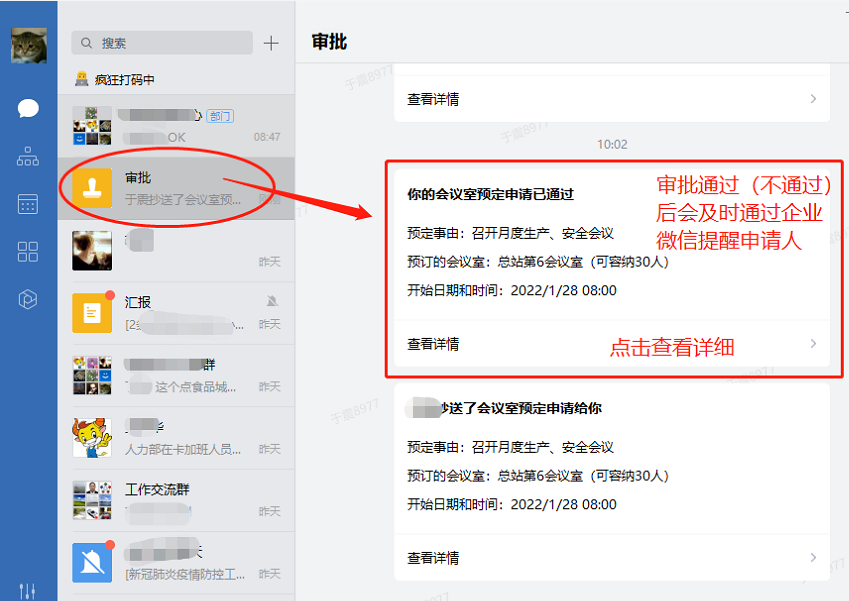 搜索
疯狂打码中
部门
OK
08:47
审批
于熹抄送了会议室预...
昨天
汇报
昨天
群
这个点食品城...
昨天
人力部在卡加班人员...
昨天
工作交流群
昨天
[新冠肺炎疫情防控工...
昨天
审批
查看详情
10:02
你的会议室预定申请已通过
预定事由：召开月度生产、安全会议
预订的会议室：总站第6会议室（可容纳30人）
开始日期和时间：2022/1/28 08:00
查看详情
审批通过（不通过）
后会及时通过企业
微信提醒申请人
点击查看详细
抄送了会议室预定申请给你
预定事由：召开月度生产、安全会议
预订的会议室：总站第6会议室（可容纳30人）
开始日期和时间：2022/1/28 08:00
查看详情